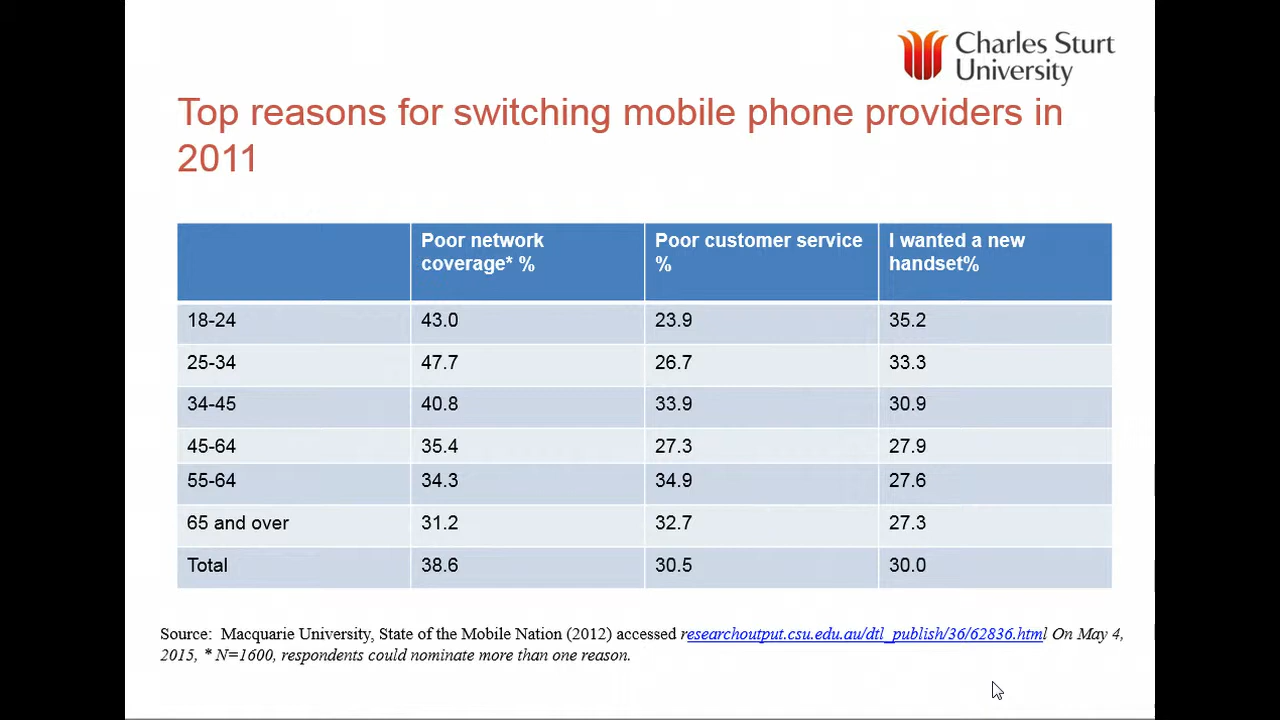 Charles Sturt
University
Top reasons for switching mobile phone providers in
2011
Poor network coverage* % Poor customer service % I wanted a new handset%
18-24 43.0 23.9 35.2
25-34 47.7 26.7 33.3
34-45 40.8 33.9 30.9
45-64 35.4 27.3 27.9
55-64 34.3 34.9 27.6
65 and over 31.2 32.7 27.3
Total 38.6 30.5 30.0
Source: Macquarie University, State of the Mobile Nation (2012) accessed researchoutput.csu.edu.au/dtl_publish/36/62836.html On May 4,
2015, * N=1600, respondents could nominate more than one reason.